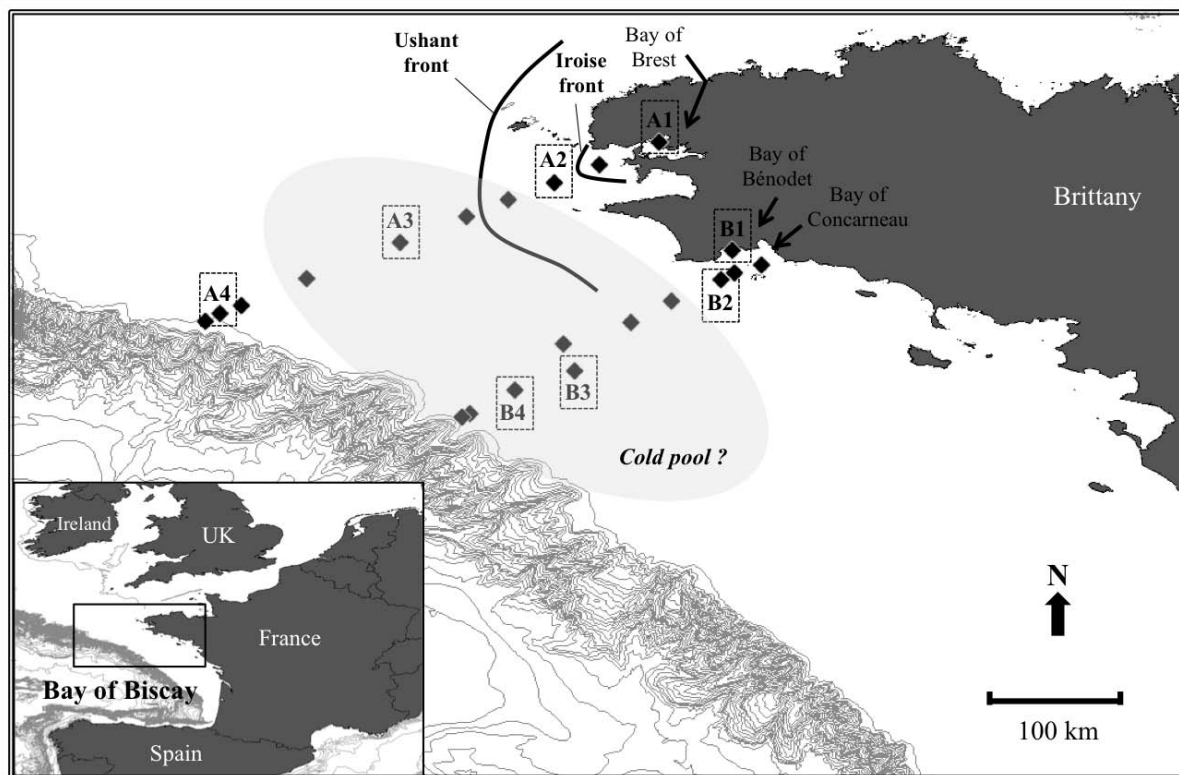 Ushant
front
Iroise
front
Bay of
Brest
A1
A2
Bay of
Bénodet
Bay of
Concarneau
Brittany
A3
B1
A4
B2
B3
B4
Cold pool ?
Ireland
UK
France
Bay of Biscay
Spain
N
100 km